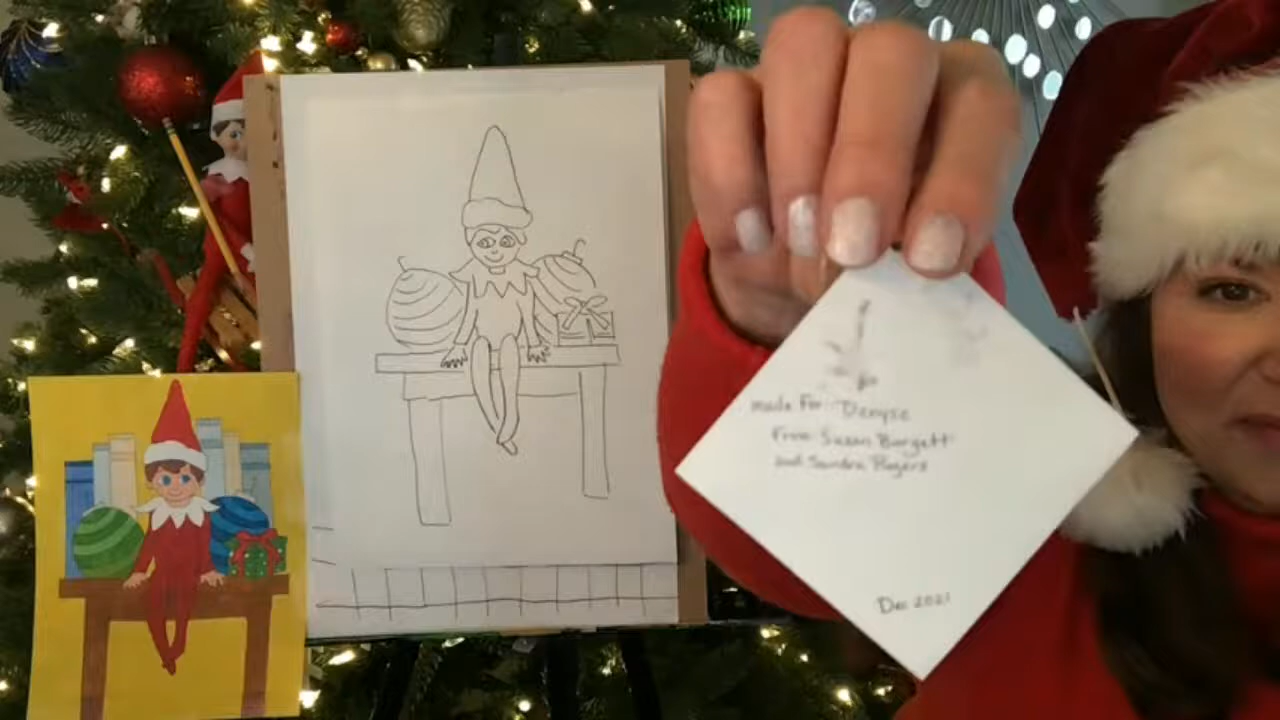 made For: Denyse
From: Susan Burgett
and Sandra Rogers
Dec 2021